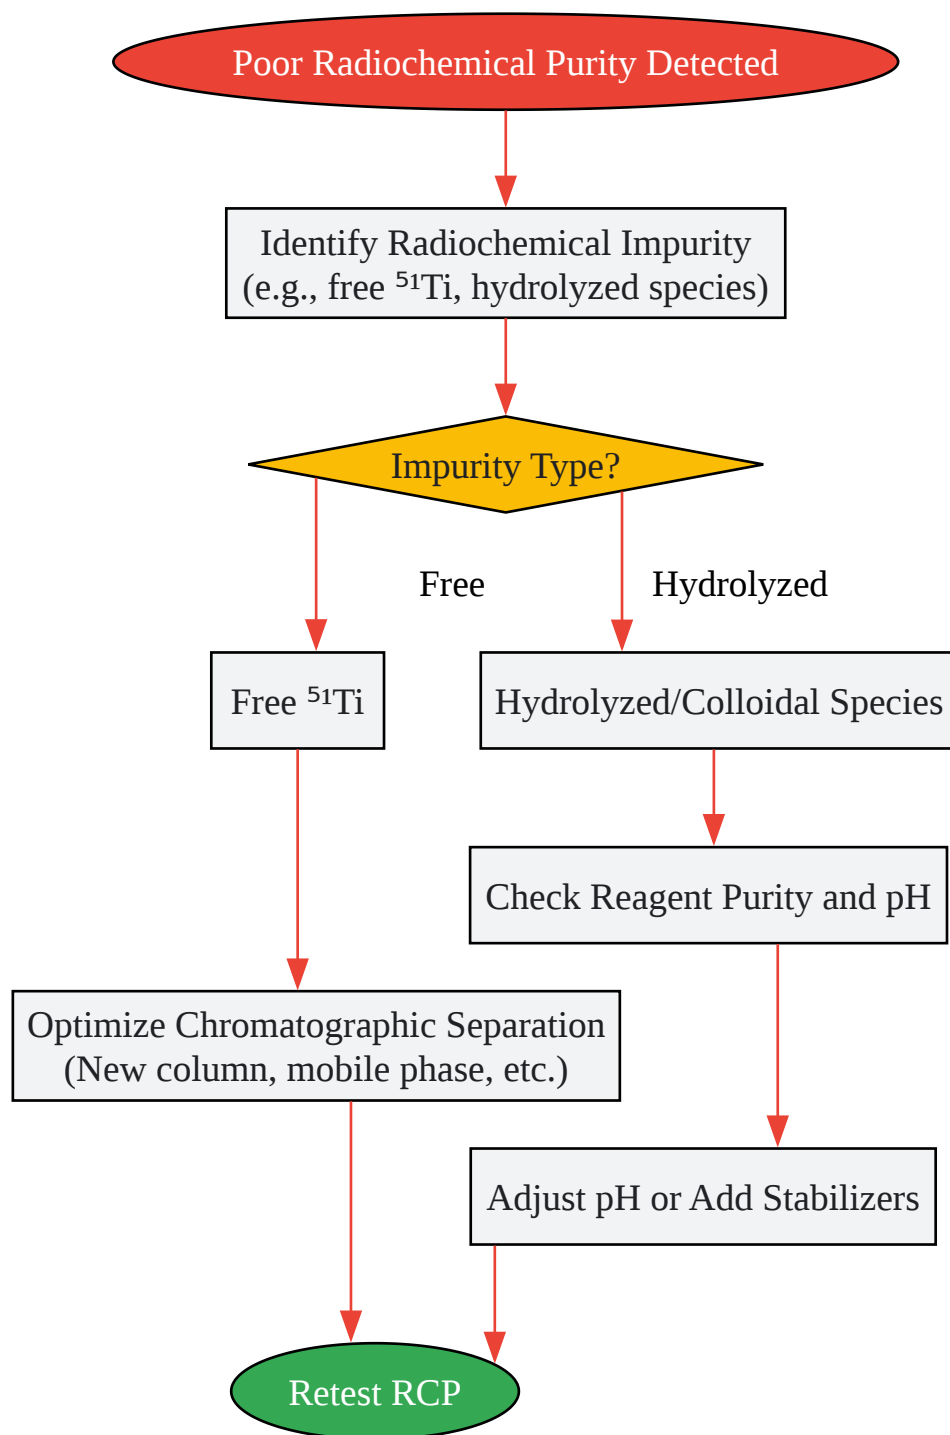 Poor Radiochemical Purity Detected
Identify Radiochemical Impurity
(e.g., free ⁵¹Ti, hydrolyzed species)
Impurity Type?
Free
Hydrolyzed
Free ⁵¹Ti
Hydrolyzed/Colloidal Species
Check Reagent Purity and pH
Optimize Chromatographic Separation
(New column, mobile phase, etc.)
Adjust pH or Add Stabilizers
Retest RCP